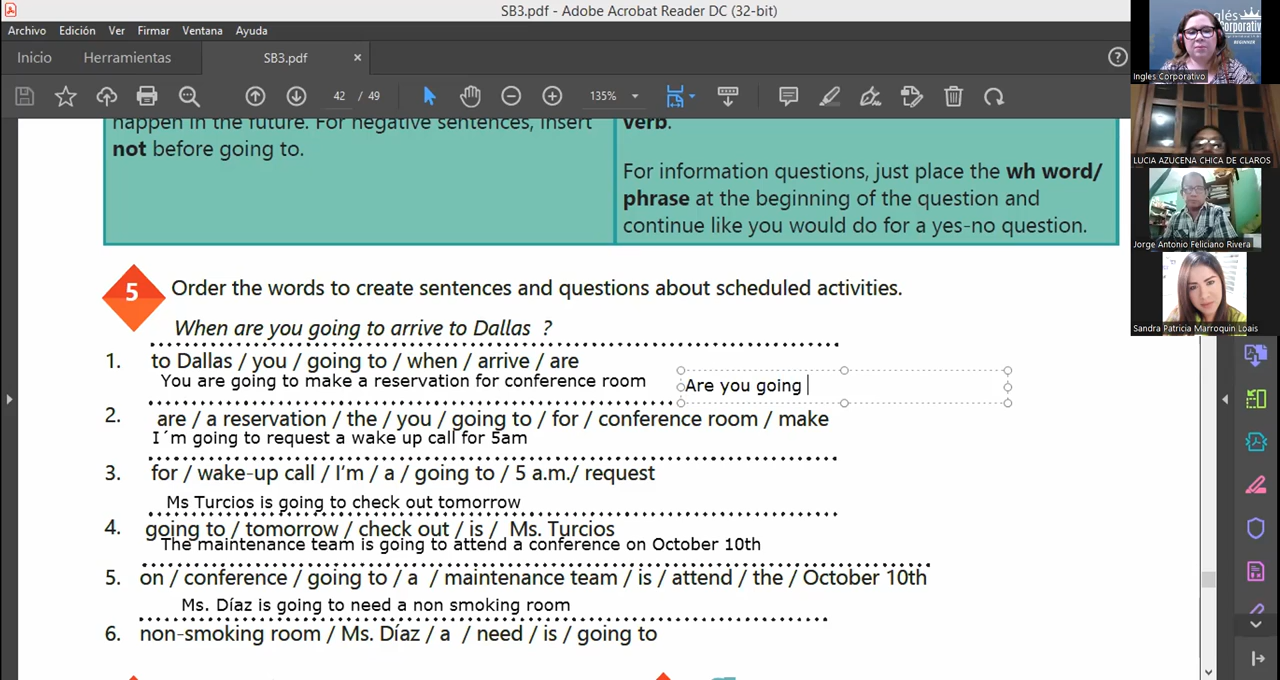 SB3.pdf - Adobe Acrobat Reader DC (32-bit)
Archivo Edición Ver Firmar Ventana Ayuda
Inicio Herramientas SB3.pdf ×
42 / 49 135%
happen in the future. For negative sentences, insert
not before going to.
verb.
For information questions, just place the wh word/
phrase at the beginning of the question and
continue like you would do for a yes-no question.
5 Order the words to create sentences and questions about scheduled activities.
When are you going to arrive to Dallas ?
1. to Dallas / you / going to / when / arrive / are
You are going to make a reservation for conference room
Are you going
2. are / a reservation / the / you / going to / for / conference room / make
I´m going to request a wake up call for 5am
3. for / wake-up call / I'm / a / going to / 5 a.m./ request
Ms Turcios is going to check out tomorrow
4. going to / tomorrow / check out / is / Ms. Turcios
The maintenance team is going to attend a conference on October 10th
5. on / conference / going to / a / maintenance team / is / attend / the / October 10th
Ms. Díaz is going to need a non smoking room
6. non-smoking room / Ms. Díaz / a / need / is / going to
Ingles Corporativo
LUCIA AZUCENA CHICA DE CLAROS
Jorge Antonio Feliciano Rivera
Sandra Patricia Marroquin Loais